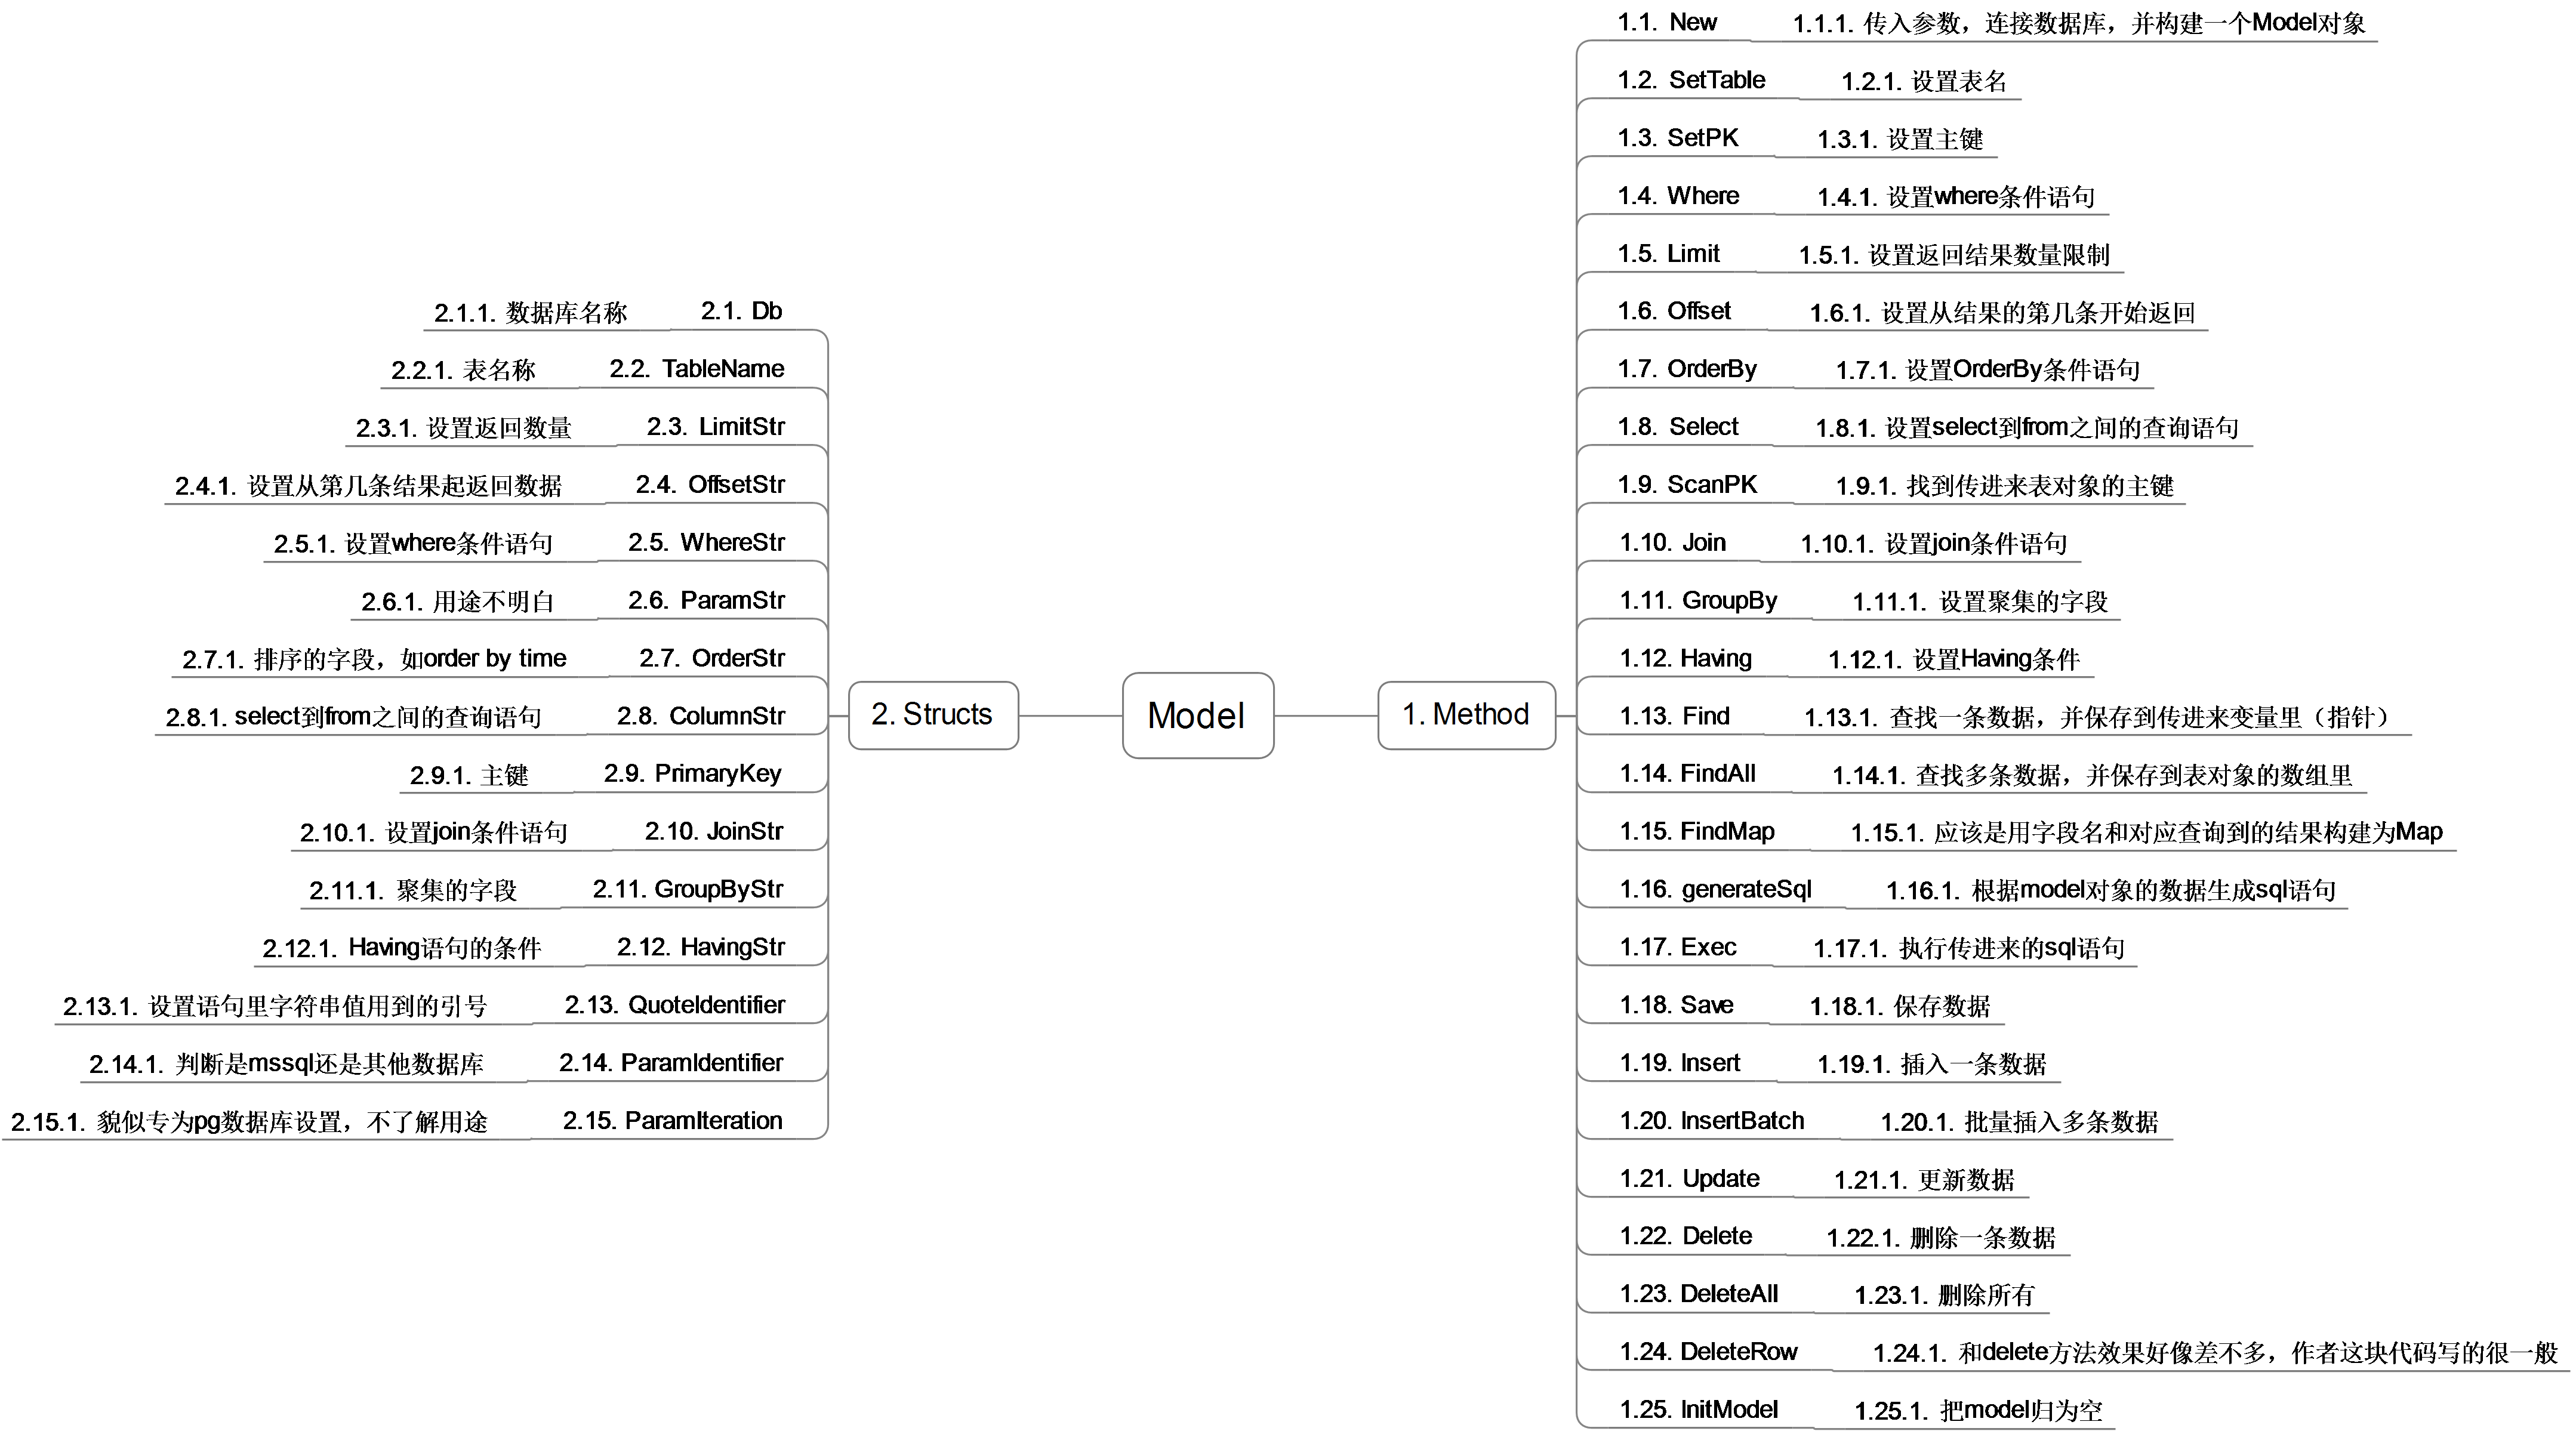 Model
1. Method
1.1. New 1.1.1. 传入参数，连接数据库，并构建一个Model对象
1.2. SetTable 1.2.1. 设置表名
1.3. SetPK 1.3.1. 设置主键
1.4. Where 1.4.1. 设置where条件语句
1.5. Limit 1.5.1. 设置返回结果数量限制
1.6. Offset 1.6.1. 设置从结果的第几条开始返回
1.7. OrderBy 1.7.1. 设置OrderBy条件语句
1.8. Select 1.8.1. 设置select到from之间的查询语句
1.9. ScanPK 1.9.1. 找到传进来表对象的主键
1.10. Join 1.10.1. 设置join条件语句
1.11. GroupBy 1.11.1. 设置聚集的字段
1.12. Having 1.12.1. 设置Having条件
1.13. Find 1.13.1. 查找一条数据，并保存到传进来变量里（指针）
1.14. FindAll 1.14.1. 查找多条数据，并保存到表对象的数组里
1.15. FindMap 1.15.1. 应该是用字段名和对应查询到的结果构建为Map
1.16. generateSql 1.16.1. 根据model对象的数据生成sql语句
1.17. Exec 1.17.1. 执行传进来的sql语句
1.18. Save 1.18.1. 保存数据
1.19. Insert 1.19.1. 插入一条数据
1.20. InsertBatch 1.20.1. 批量插入多条数据
1.21. Update 1.21.1. 更新数据
1.22. Delete 1.22.1. 删除一条数据
1.23. DeleteAll 1.23.1. 删除所有
1.24. DeleteRow 1.24.1. 和delete方法效果好像差不多，作者这块代码写的很一般
1.25. InitModel 1.25.1. 把model归为空
2. Structs
2.1.1. 数据库名称 2.1. Db
2.2.1. 表名称 2.2. TableName
2.3.1. 设置返回数量 2.3. LimitStr
2.4.1. 设置从第几条结果起返回数据 2.4. OffsetStr
2.5.1. 设置where条件语句 2.5. WhereStr
2.6.1. 用途不明白 2.6. ParamStr
2.7.1. 排序的字段，如order by time 2.7. OrderStr
2.8.1. select到from之间的查询语句 2.8. ColumnStr
2.9.1. 主键 2.9. PrimaryKey
2.10.1. 设置join条件语句 2.10. JoinStr
2.11.1. 聚集的字段 2.11. GroupByStr
2.12.1. Having语句的条件 2.12. HavingStr
2.13.1. 设置语句里字符串值用到的引号 2.13. QuoteIdentifier
2.14.1. 判断是mssql还是其他数据库 2.14. ParamIdentifier
2.15.1. 貌似专为pg数据库设置，不了解用途 2.15. ParamIteration